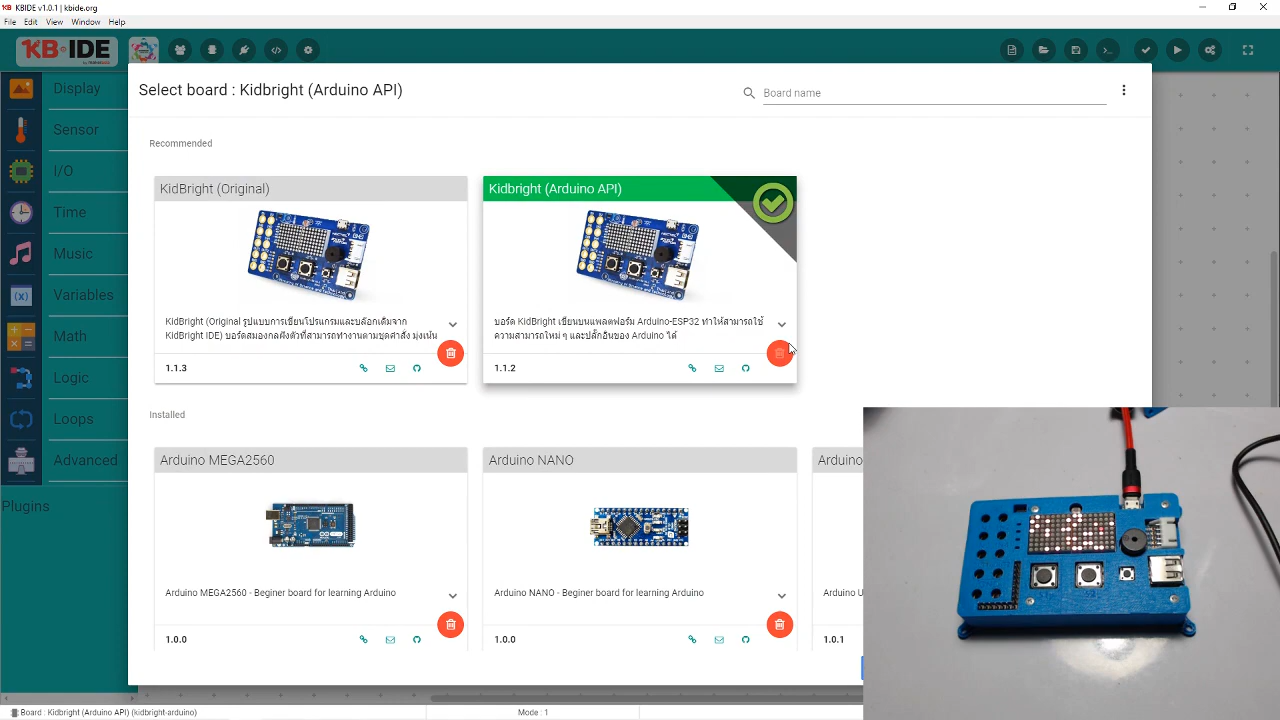 KBIDE v1.0.1 | kbide.org
File Edit View Window Help
KB•IDE
Display
Sensor
I/O
Time
Music
Variables
Math
Logic
Loops
Advanced
Plugins
Select board : Kidbright (Arduino API)
Board name
Recommended
KidBright (Original)
KidBright (Original รูปแบบการเขียนโปรแกรมและบล๊อกเดิมจาก
KidBright IDE) บอร์ดสมองกลฝังตัวที่สามารถทำงานตามชุดคำสั่ง มุ่งเน้น
1.1.3
Kidbright (Arduino API)
บอร์ด KidBright เขียนบนแพลตฟอร์ม Arduino-ESP32 ทำให้สามารถใช้
ความสามารถใหม่ ๆ และปลั๊กอินของ Arduino ได้
1.1.2
Installed
Arduino MEGA2560
Arduino MEGA2560 - Beginer board for learning Arduino
1.0.0
Arduino NANO
Arduino NANO - Beginer board for learning Arduino
1.0.0
Arduino
Arduino U
1.0.1
Board : Kidbright (Arduino API) (kidbright-arduino)
Mode : 1